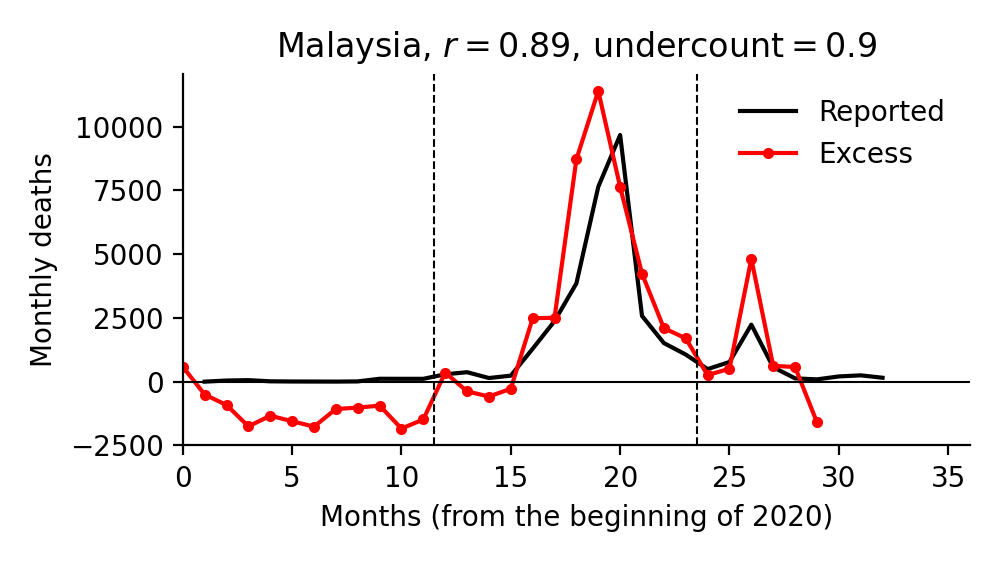 Malaysia, r = 0.89, undercount = 0.9
Reported
Excess
Monthly deaths
10000
7500
5000
2500
0
−2500
0 5 10 15 20 25 30 35
Months (from the beginning of 2020)